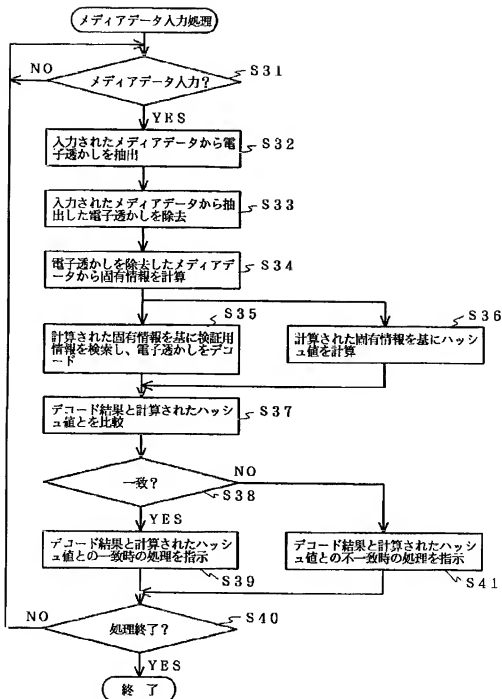 メディアデータ入力処理
NO
メディアデータ入力?
S31
YES
入力されたメディアデータから電
子透かしを抽出
S32
入力されたメディアデータから抽
出した電子透かしを除去
S33
電子透かしを除去したメディアデ
ータから固有情報を計算
S34
S35
計算された固有情報を基に検証用
情報を検索し、電子透かしをデコ
ード
S36
計算された固有情報を基にハッシ
ュ値を計算
デコード結果と計算されたハッシ
ュ値とを比較
S37
一致?
NO
S38
YES
デコード結果と計算されたハッシ
ュ値との一致時の処理を指示
S39
デコード結果と計算されたハッシ
ュ値との不一致時の処理を指示
S41
NO
処理終了?
S40
YES
終 了